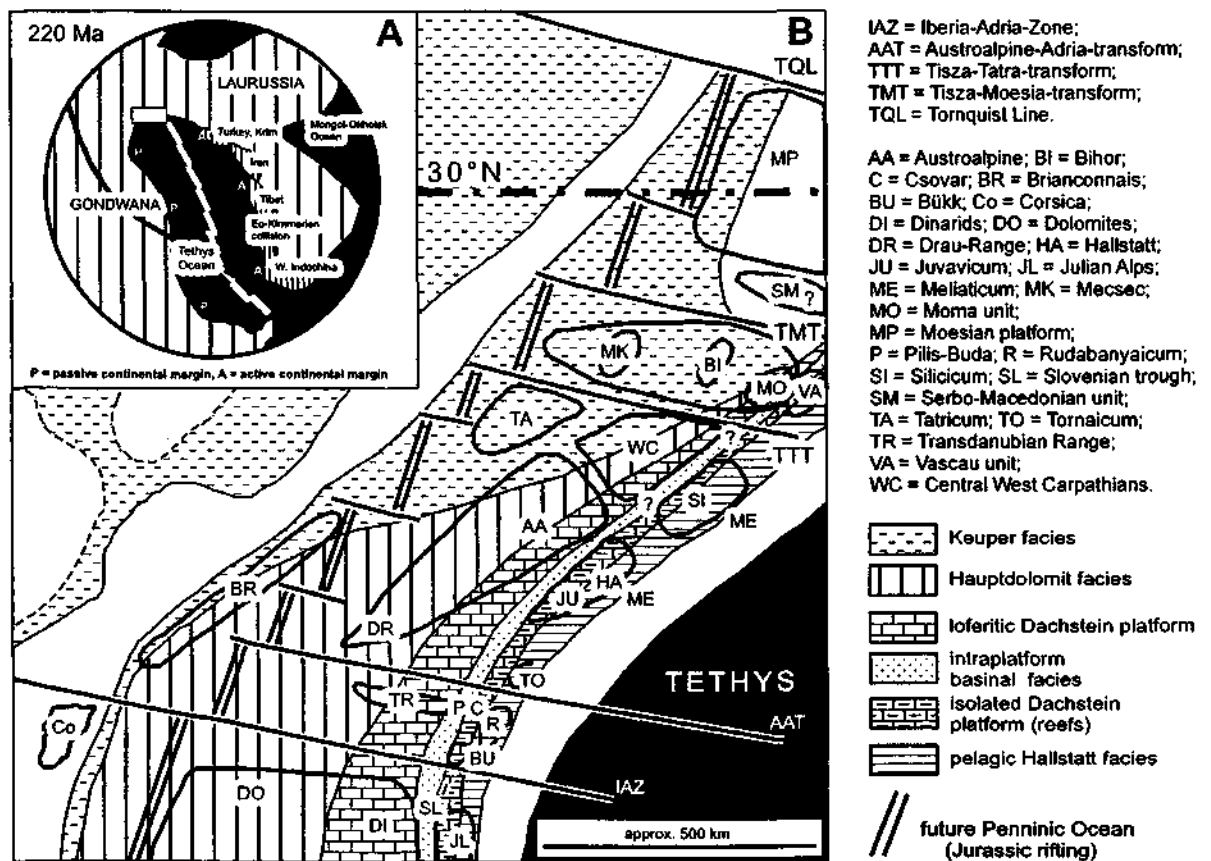 220 Ma
A
LAURUSSIA
Mongol-Okhotsk
Ocean
Turkey, Krim
Iran
A
P
GONDWANA
Tibet
Eo-Kimmerian
collision
P
Tethys
Ocean
A
W. Indochina
P
P = passive continental margin, A = active continental margin
B
TQL
MP
30°N
SM ?
TMT
MK
BI
MO
VA
TA
?
WC
TTT
SI
?
ME
AA
HA
ME
JU
BR
DR
TO
TETHYS
TR
P C
R
AAT
Co
BU
IAZ
DO
SL
DI
JL
approx. 500 km
IAZ = Iberia-Adria-Zone;
AAT = Austroalpine-Adria-transform;
TTT = Tisza-Tatra-transform;
TMT = Tisza-Moesia-transform;
TQL = Tornquist Line.
AA = Austroalpine; BI = Bihor;
C = Csovar; BR = Brianconnais;
BU = Bükk; Co = Corsica;
DI = Dinarids; DO = Dolomites;
DR = Drau-Range; HA = Hallstatt;
JU = Juvavicum; JL = Julian Alps;
ME = Meliaticum; MK = Mecsec;
MO = Moma unit;
MP = Moesian platform;
P = Pilis-Buda; R = Rudabanyaicum;
SI = Silicicum; SL = Slovenian trough;
SM = Serbo-Macedonian unit;
TA = Tatricum; TO = Tornaicum;
TR = Transdanubian Range;
VA = Vascau unit;
WC = Central West Carpathians.
Keuper facies
Hauptdolomit facies
loferitic Dachstein platform
intraplatform
basinal facies
isolated Dachstein
platform (reefs)
pelagic Hallstatt facies
future Penninic Ocean
(Jurassic rifting)